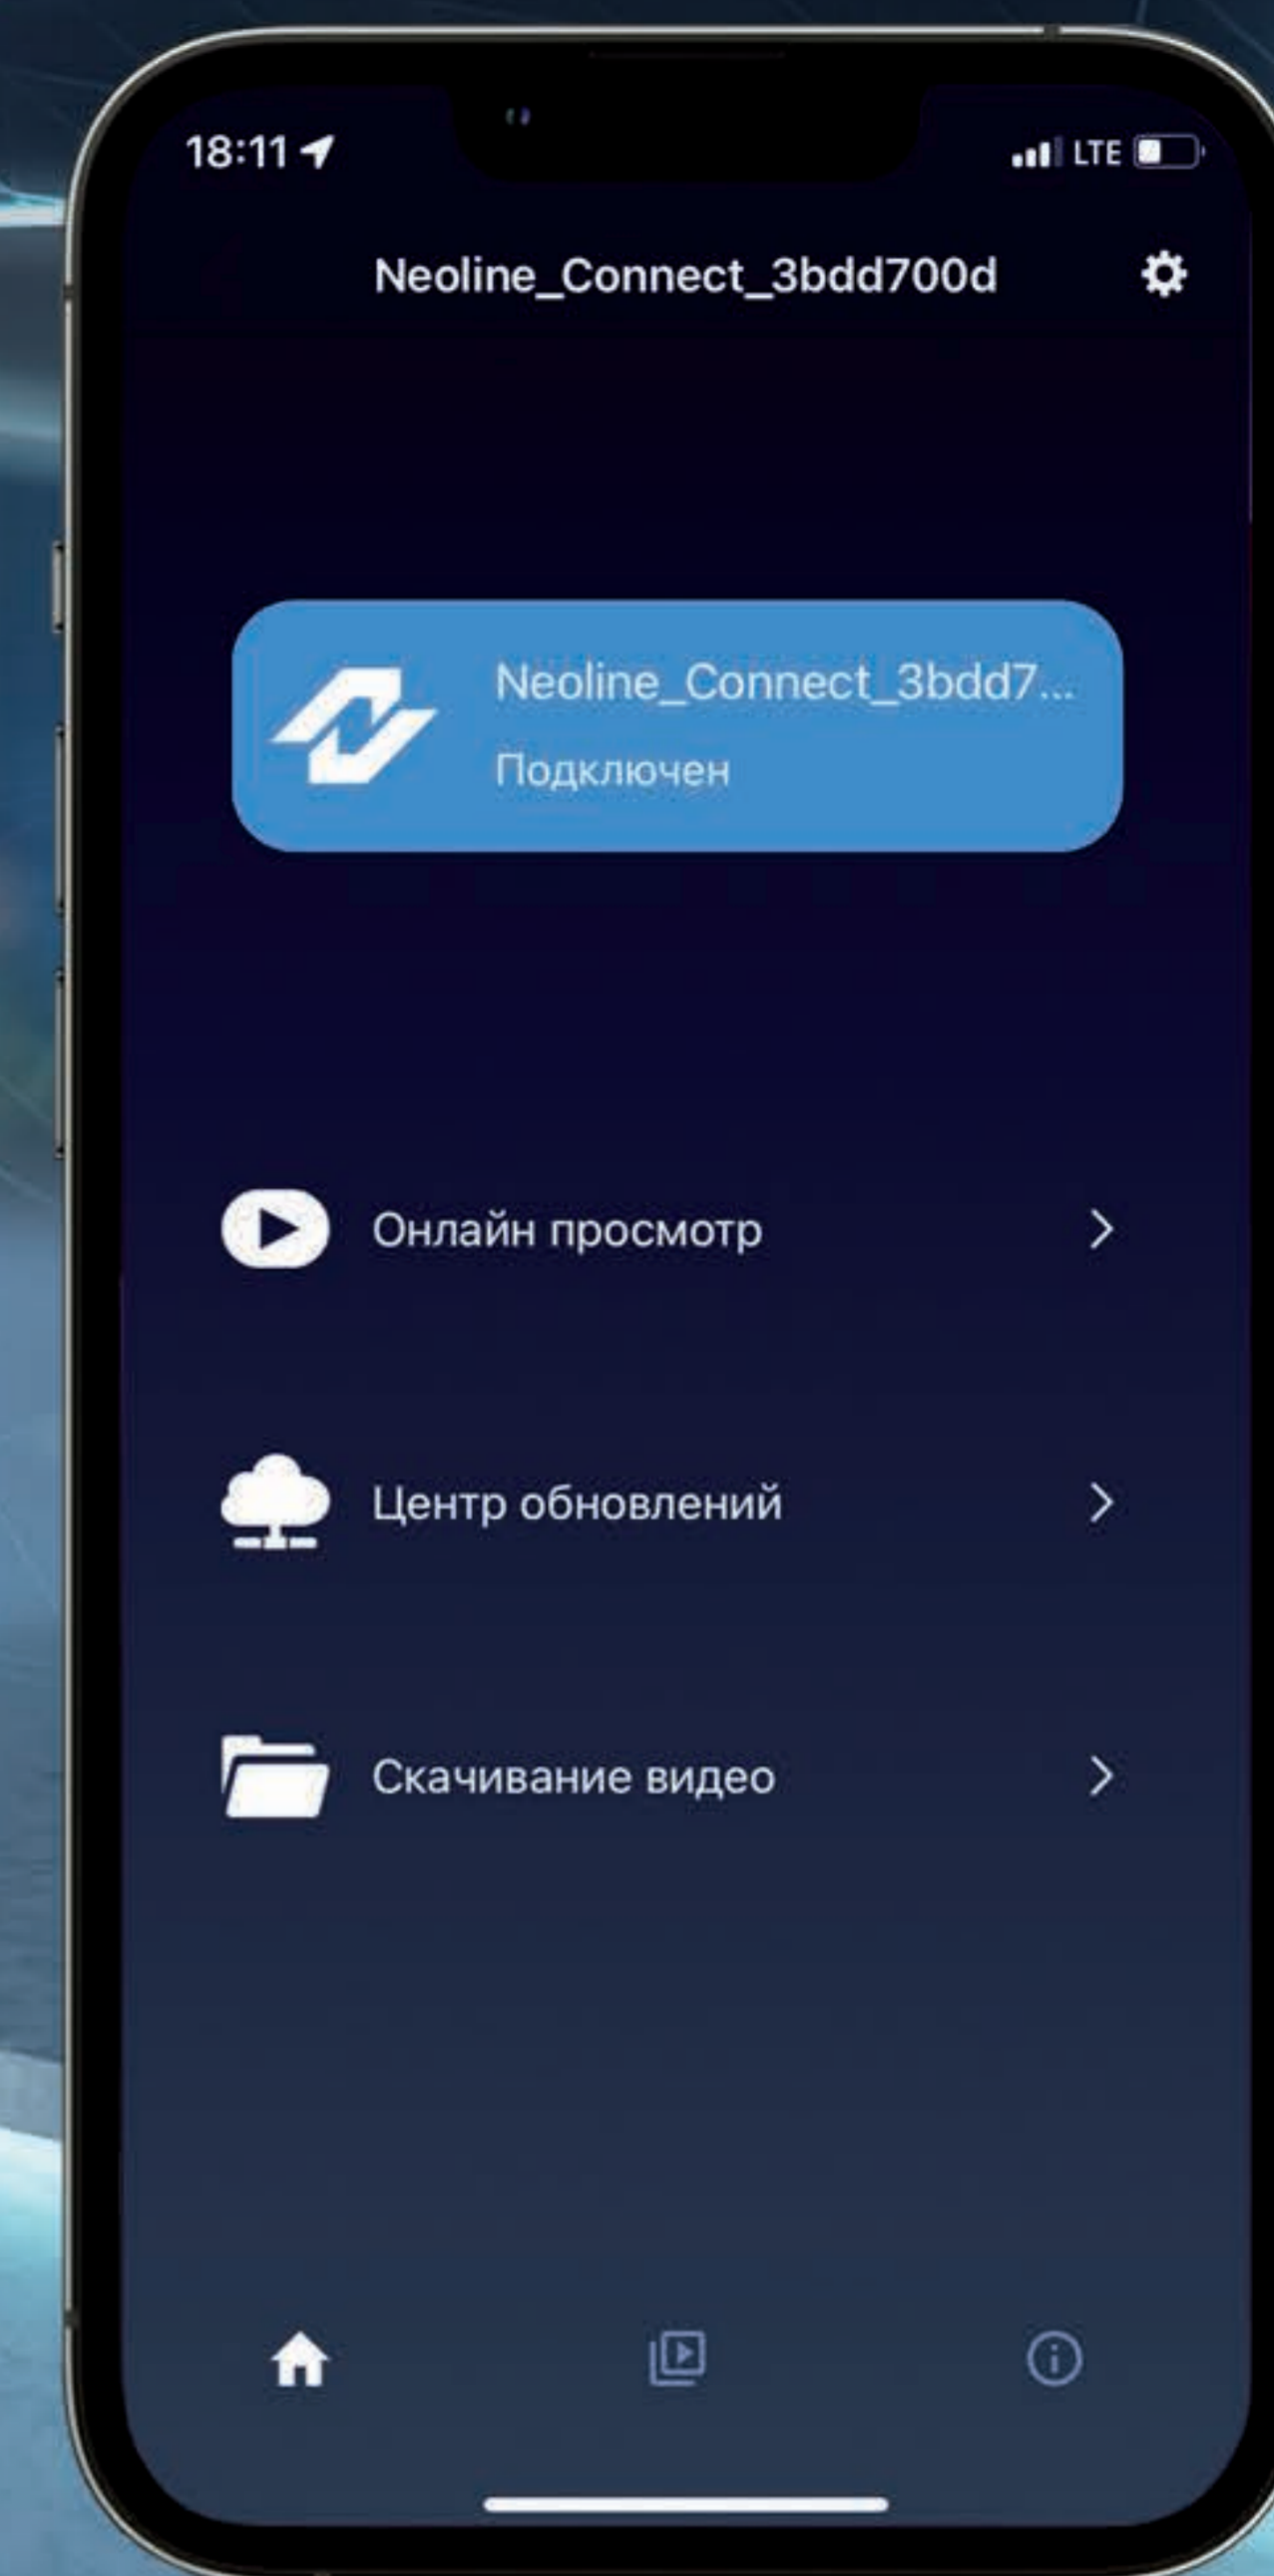 18:11
LTE
Neoline_Connect_3bdd700d
Neoline_Connect_3bdd7...
Подключен
Онлайн просмотр
Центр обновлений
Скачивание видео